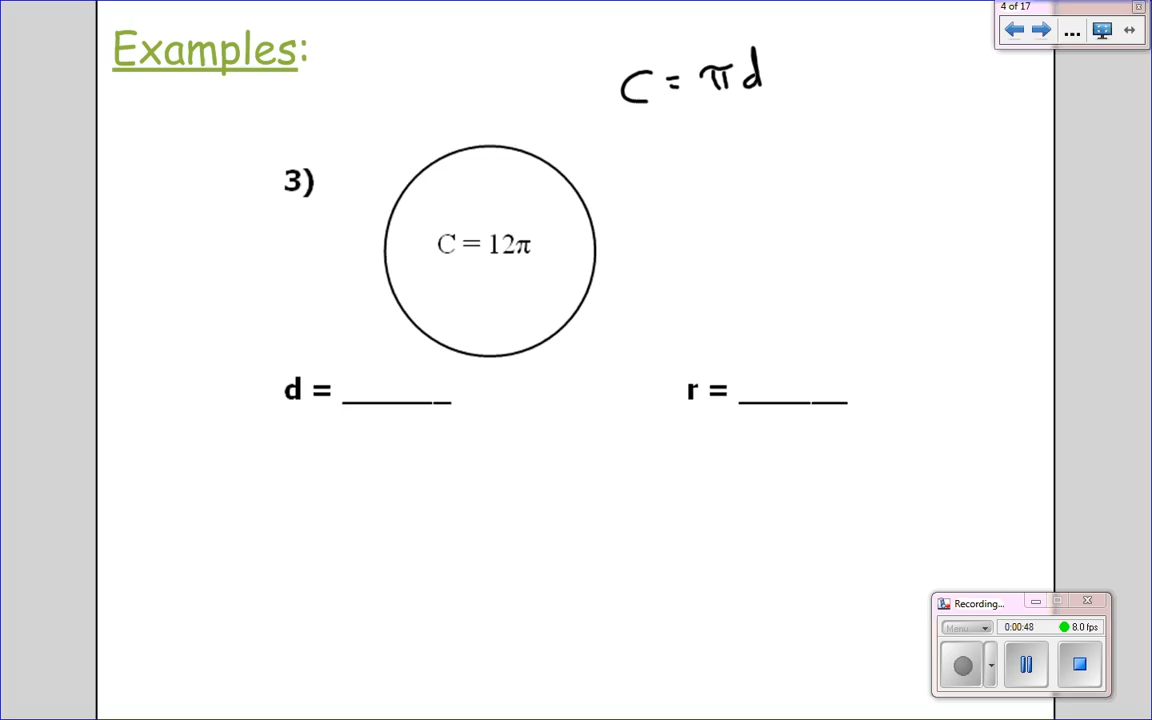 4 of 17
Examples:
C = πd
3)
C = 12π
d = ______
r = ______
Recording...
Menu
0:00:48
8.0 fps